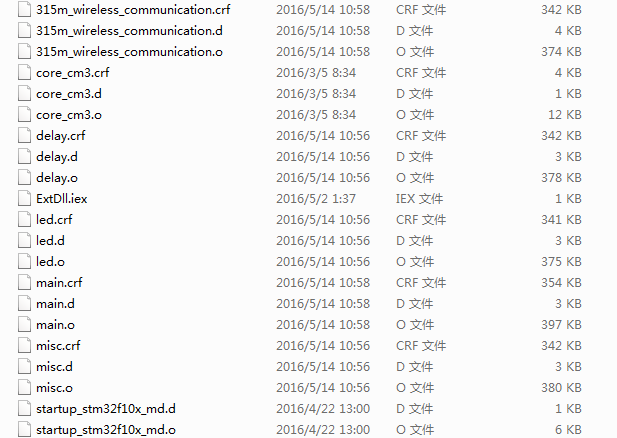 315m_wireless_communication.crf 2016/5/14 10:58 CRF 文件 342 KB
315m_wireless_communication.d 2016/5/14 10:58 D 文件 4 KB
315m_wireless_communication.o 2016/5/14 10:58 O 文件 374 KB
core_cm3.crf 2016/3/5 8:34 CRF 文件 4 KB
core_cm3.d 2016/3/5 8:34 D 文件 1 KB
core_cm3.o 2016/3/5 8:34 O 文件 12 KB
delay.crf 2016/5/14 10:56 CRF 文件 342 KB
delay.d 2016/5/14 10:56 D 文件 3 KB
delay.o 2016/5/14 10:56 O 文件 378 KB
ExtDll.iex 2016/5/2 1:37 IEX 文件 1 KB
led.crf 2016/5/14 10:56 CRF 文件 341 KB
led.d 2016/5/14 10:56 D 文件 3 KB
led.o 2016/5/14 10:56 O 文件 375 KB
main.crf 2016/5/14 10:58 CRF 文件 354 KB
main.d 2016/5/14 10:58 D 文件 3 KB
main.o 2016/5/14 10:58 O 文件 397 KB
misc.crf 2016/5/14 10:56 CRF 文件 342 KB
misc.d 2016/5/14 10:56 D 文件 3 KB
misc.o 2016/5/14 10:56 O 文件 380 KB
startup_stm32f10x_md.d 2016/4/22 13:00 D 文件 1 KB
startup_stm32f10x_md.o 2016/4/22 13:00 O 文件 6 KB